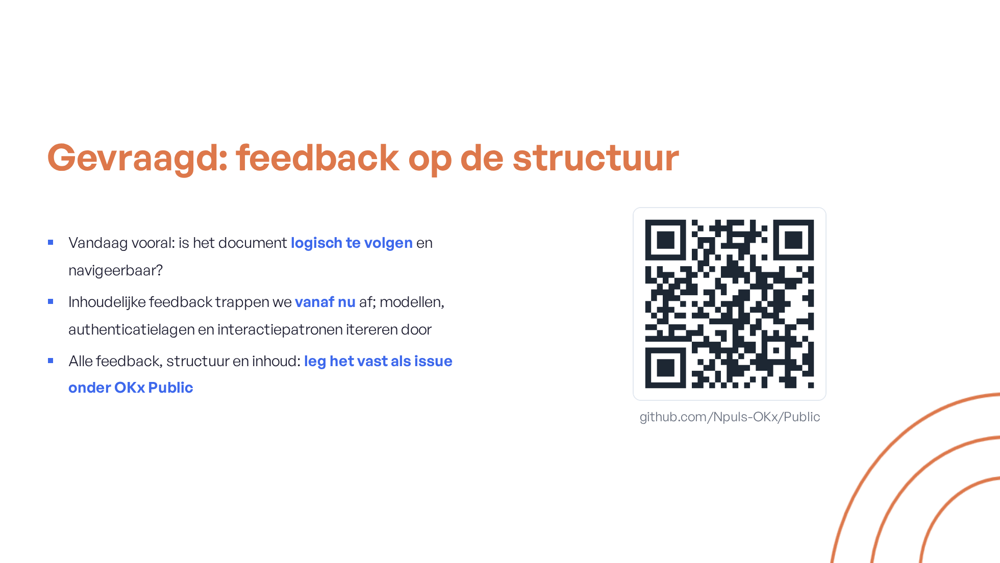 Gevraagd: feedback op de structuur
Vandaag vooral: is het document logisch te volgen en
navigeerbaar?
Inhoudelijke feedback trappen we vanaf nu af; modellen,
authenticatielagen en interactiepatronen itereren door
Alle feedback, structuur en inhoud: leg het vast als issue
onder OKx Public
github.com/Npuls-OKx/Public